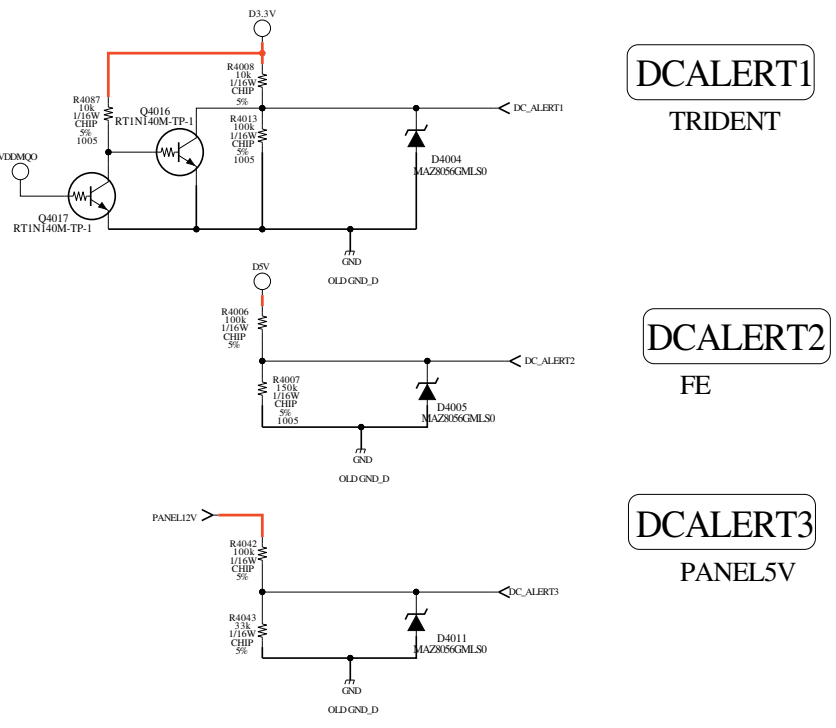 D3.3V
R4008
10k
1/16W
CHIP
5%
R4087
10k
1/16W
CHIP
5%
1005
Q4016
RT1N140M-TP-1
R4013
100k
1/16W
CHIP
5%
1005
DC_ALERT1
D4004
MAZ8056GMLS0
VDDMQO
Q4017
RT1N140M-TP-1
GND
OLD GND_D
DCALERT1
TRIDENT
D5V
R4006
100k
1/16W
CHIP
5%
DC_ALERT2
R4007
150k
1/16W
CHIP
5%
1005
D4005
MAZ8056GMLS0
GND
OLD GND_D
DCALERT2
FE
PANEL12V
R4042
100k
1/16W
CHIP
5%
DC_ALERT3
R4043
33k
1/16W
CHIP
5%
D4011
MAZ8056GMLS0
GND
OLD GND_D
DCALERT3
PANEL5V